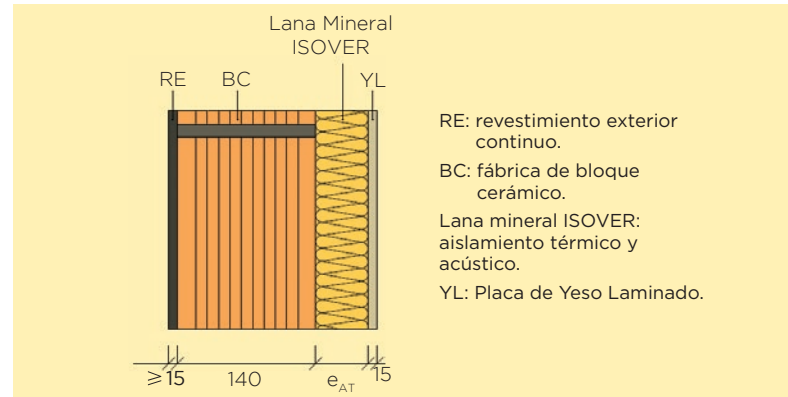 Lana Mineral
ISOVER
RE BC YL
RE: revestimiento exterior
continuo.
BC: fábrica de bloque
cerámico.
Lana mineral ISOVER:
aislamiento térmico y
acústico.
YL: Placa de Yeso Laminado.
≥15 140 eAT 15